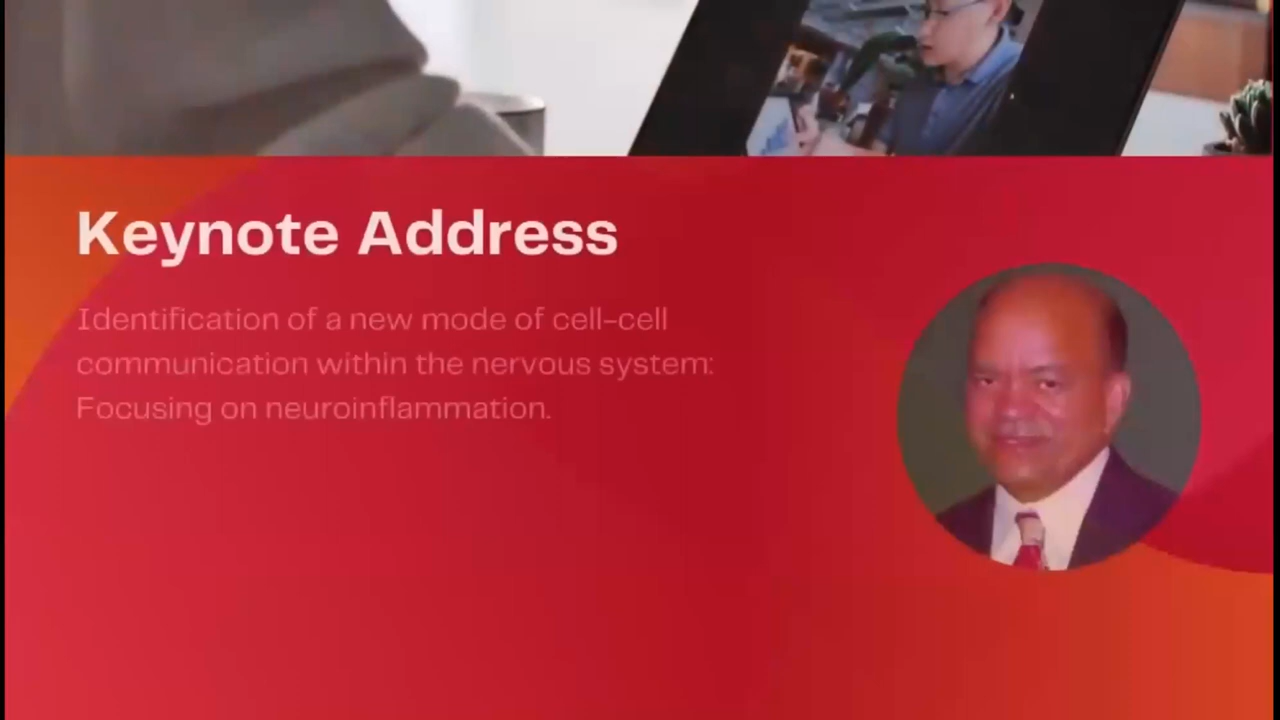 Keynote Address
Identification of a new mode of cell-cell
communication within the nervous system:
Focusing on neuroinflammation.